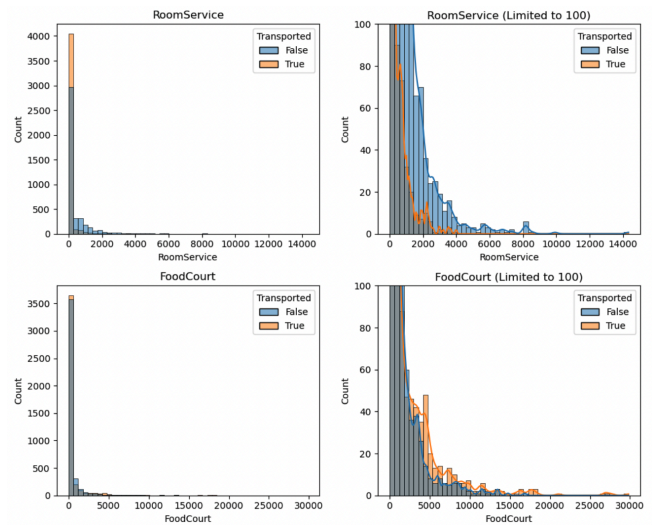 RoomService
Count
4000
3500
3000
2500
2000
1500
1000
500
0
Transported
False
True
0 2000 4000 6000 8000 10000 12000 14000
RoomService
RoomService (Limited to 100)
Count
100
80
60
40
20
0
Transported
False
True
0 2000 4000 6000 8000 10000 12000 14000
RoomService
FoodCourt
Count
3500
3000
2500
2000
1500
1000
500
0
Transported
False
True
0 5000 10000 15000 20000 25000 30000
FoodCourt
FoodCourt (Limited to 100)
Count
100
80
60
40
20
0
Transported
False
True
0 5000 10000 15000 20000 25000 30000
FoodCourt